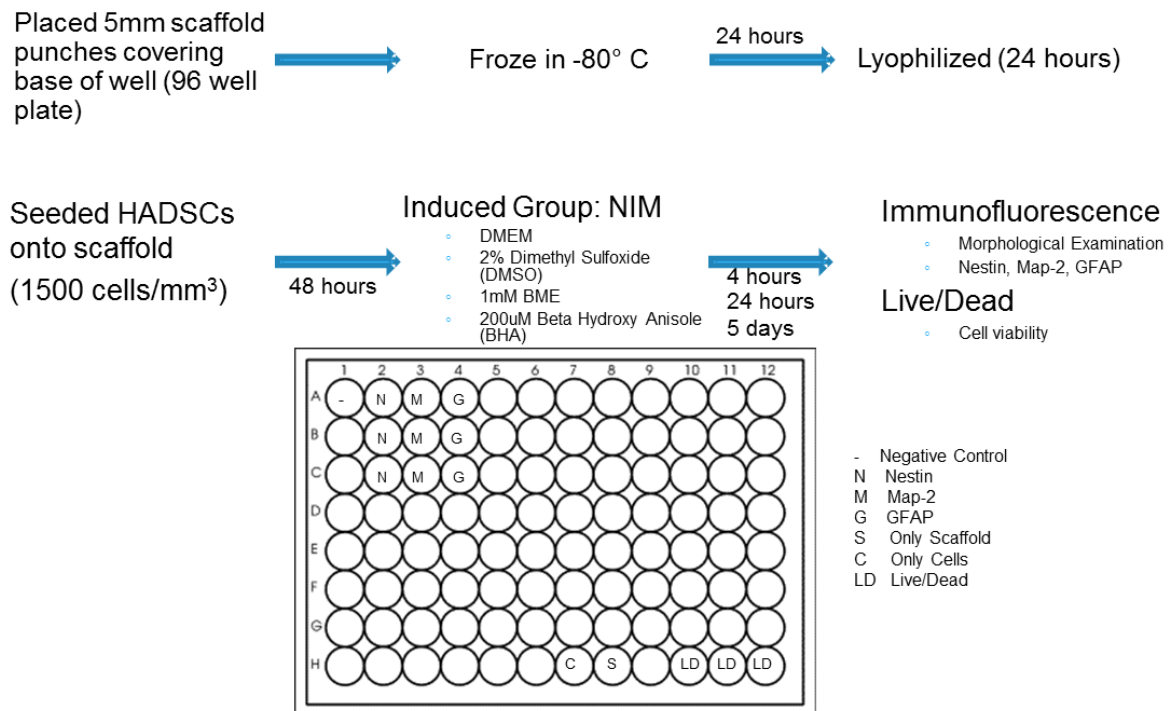 Placed 5mm scaffold
punches covering
base of well (96 well
plate)
Froze in -80° C
24 hours
Lyophilized (24 hours)
Seeded HADSCs
onto scaffold
(1500 cells/mm³)
48 hours
Induced Group: NIM
◦ DMEM
◦ 2% Dimethyl Sulfoxide
(DMSO)
◦ 1mM BME
◦ 200uM Beta Hydroxy Anisole
(BHA)
4 hours
24 hours
5 days
Immunofluorescence
◦ Morphological Examination
◦ Nestin, Map-2, GFAP
Live/Dead
◦ Cell viability
1 2 3 4 5 6 7 8 9 10 11 12
A - N M G
B N M G
C N M G
D
E
F
G
H C S LD LD LD
- Negative Control
N Nestin
M Map-2
G GFAP
S Only Scaffold
C Only Cells
LD Live/Dead